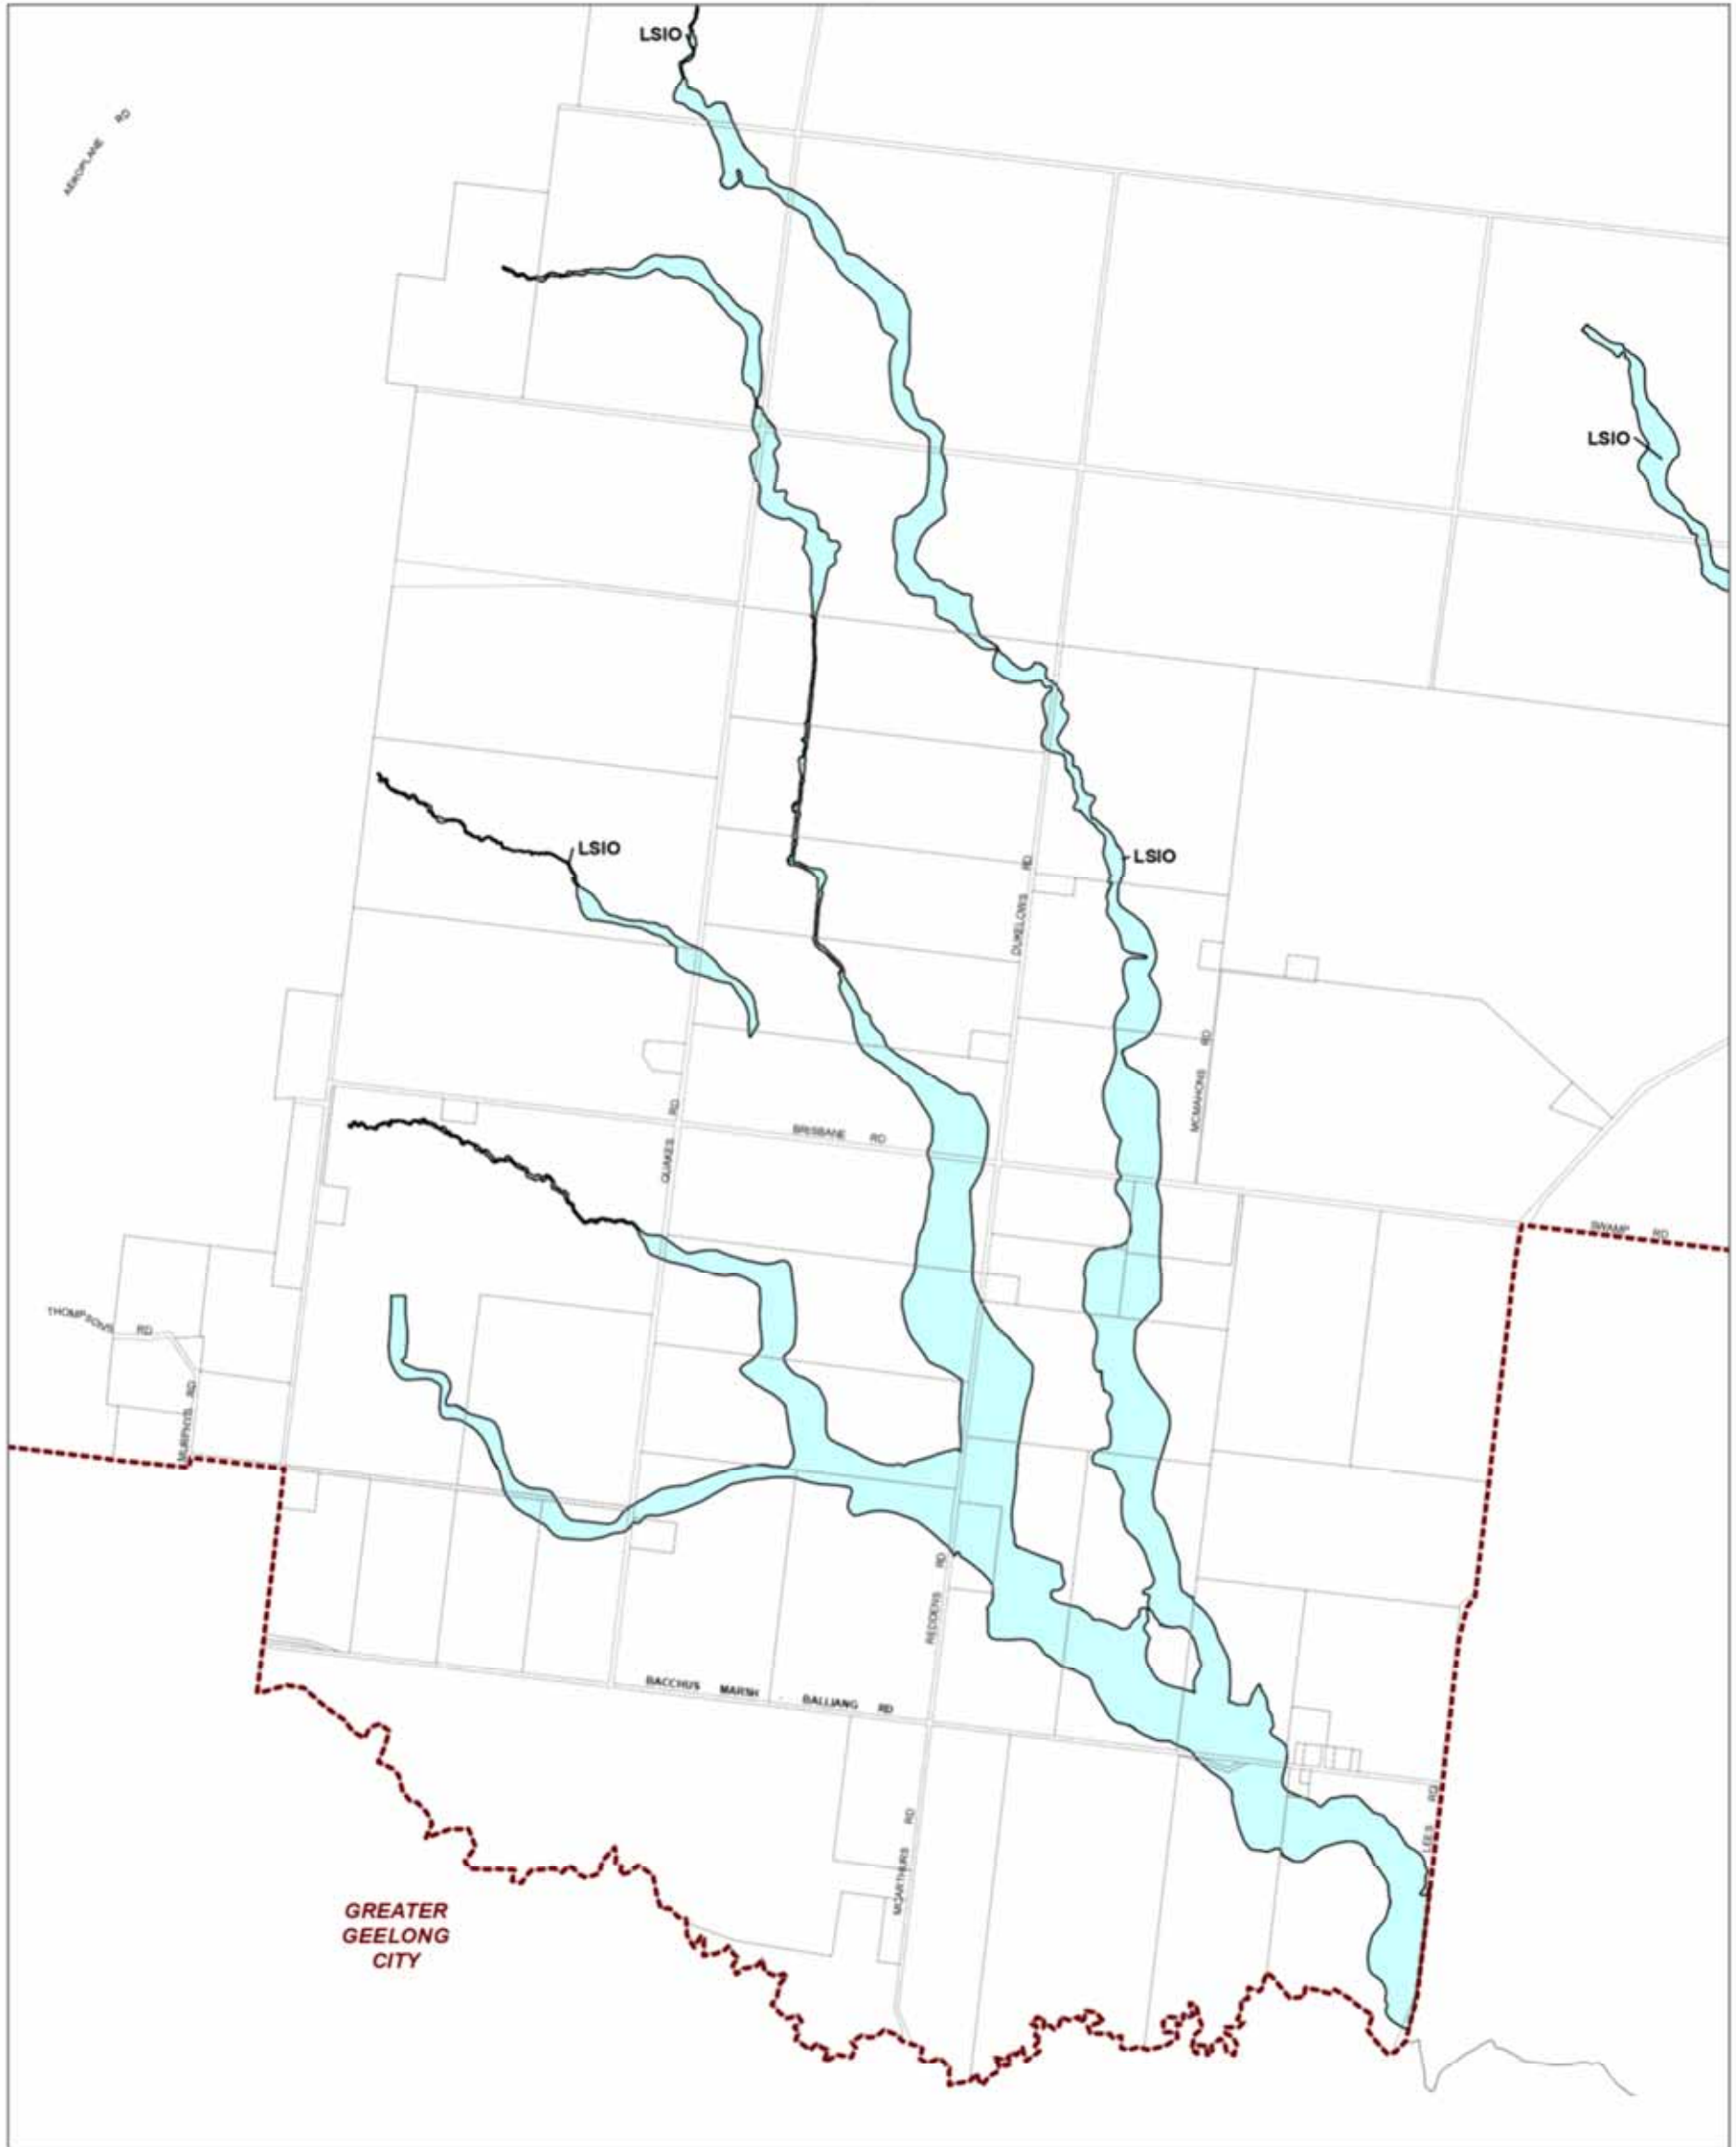 LSIO
AEROPLANE RD
LSIO
LSIO
LSIO
DUKELOWS RD
MCMAHONS RD
QUAKES RD
BRISBANE RD
SWAMP RD
THOMPSONS RD
MURPHYS RD
REDDENS RD
BACCHUS MARSH - BALLIANG RD
LEES RD
MCARTHURS RD
GREATER
GEELONG
CITY